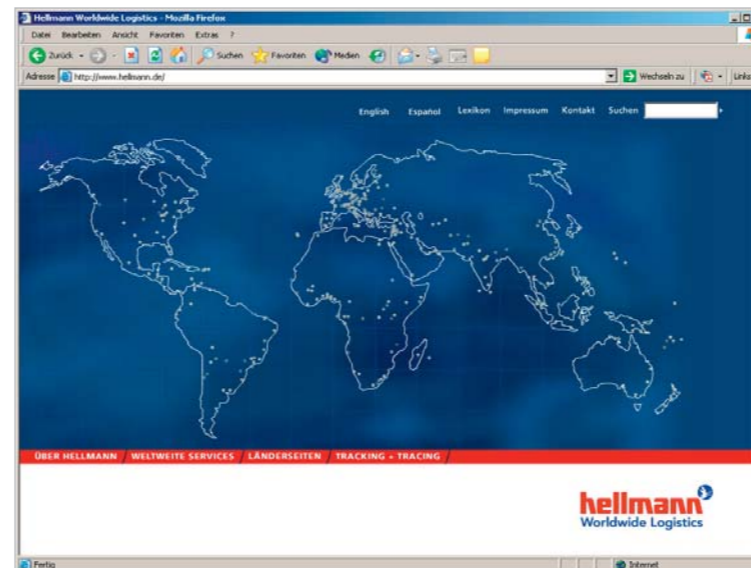 Hellmann Worldwide Logistics - Mozilla Firefox
Datei Bearbeiten Ansicht Favoriten Extras ?
Zurück Suchen Favoriten Medien
Adresse http://www.hellmann.de/ Wechseln zu Links
English Español Lexikon Impressum Kontakt Suchen
ÜBER HELLMANN / WELTWEITE SERVICES / LÄNDERSEITEN / TRACKING + TRACING /
hellmann
Worldwide Logistics
Fertig Internet